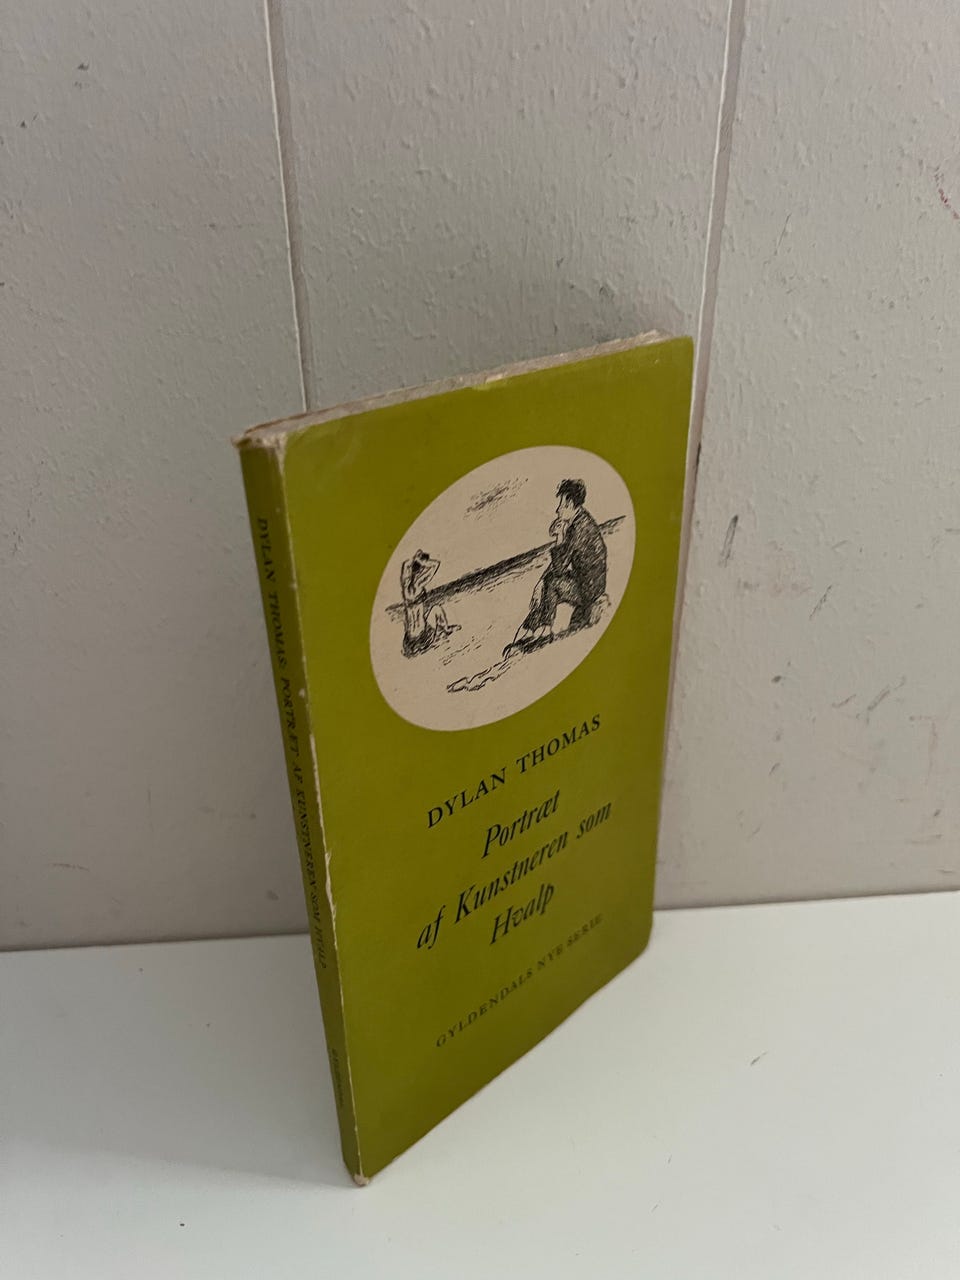 DYLAN THOMAS
Portræt
af Kunstneren som
Hvalp
GYLDENDALS NYE SERIE
DYLAN THOMAS: PORTRÆT AF KUNSTNEREN SOM HVALP